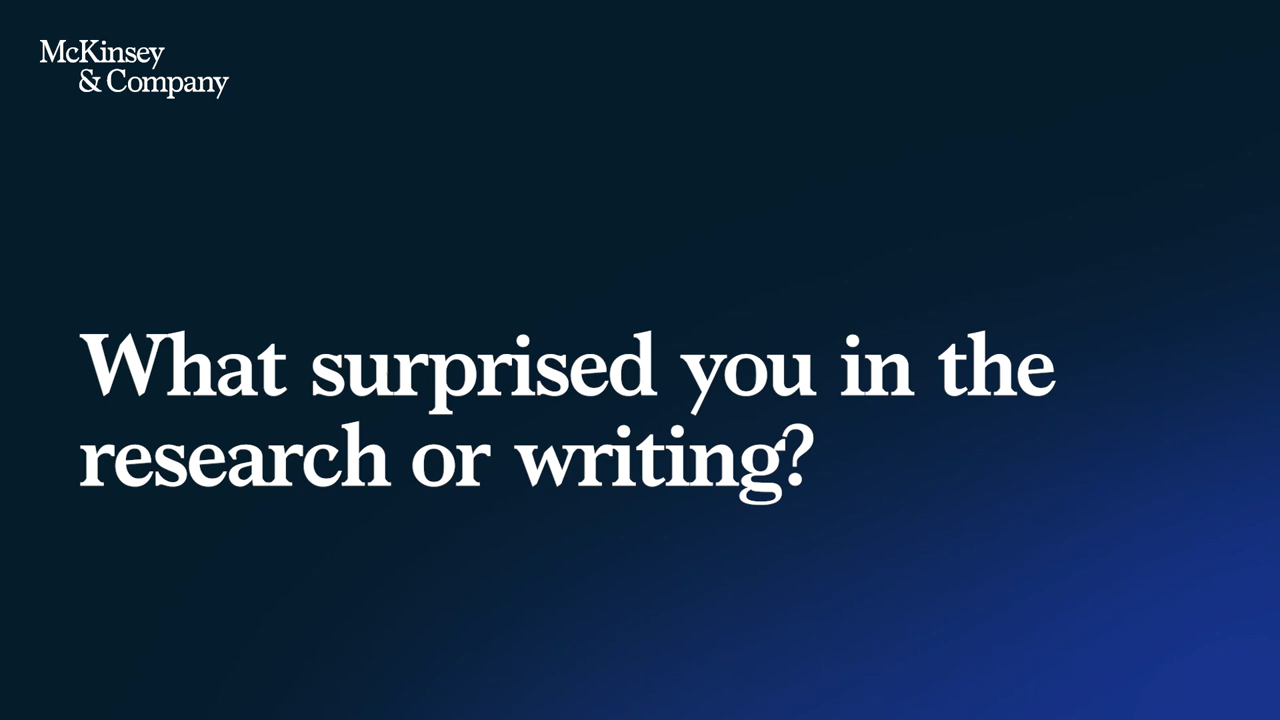 McKinsey
& Company
What surprised you in the
research or writing?